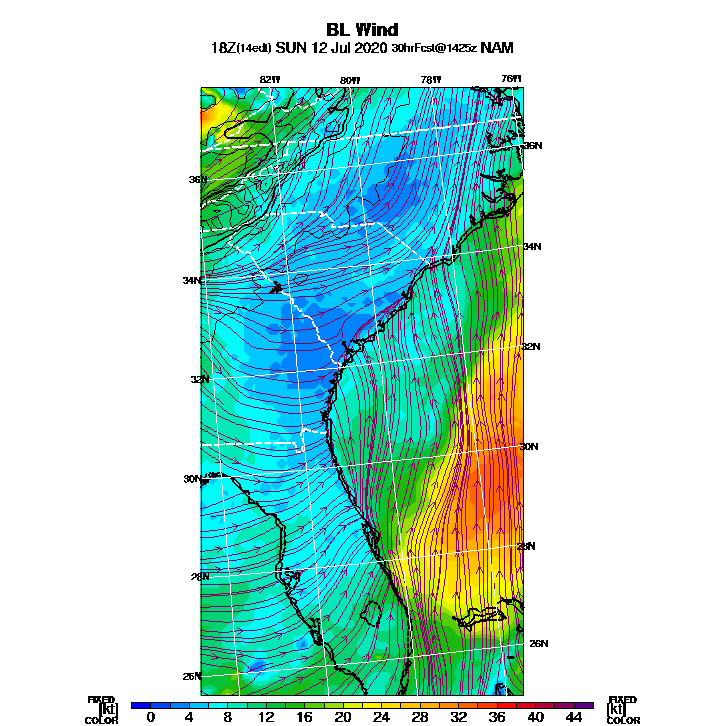 BL Wind
18Z(14edt) SUN 12 Jul 2020 30hrFcst@1425z NAM
82W 80W 78W 76W
36N
36N
34N
34N
32N
32N
30N
30N
28N
28N
26N
26N
FIXED FIXED
[kt] 0 4 8 12 16 20 24 28 32 36 40 44 [kt]
COLOR COLOR